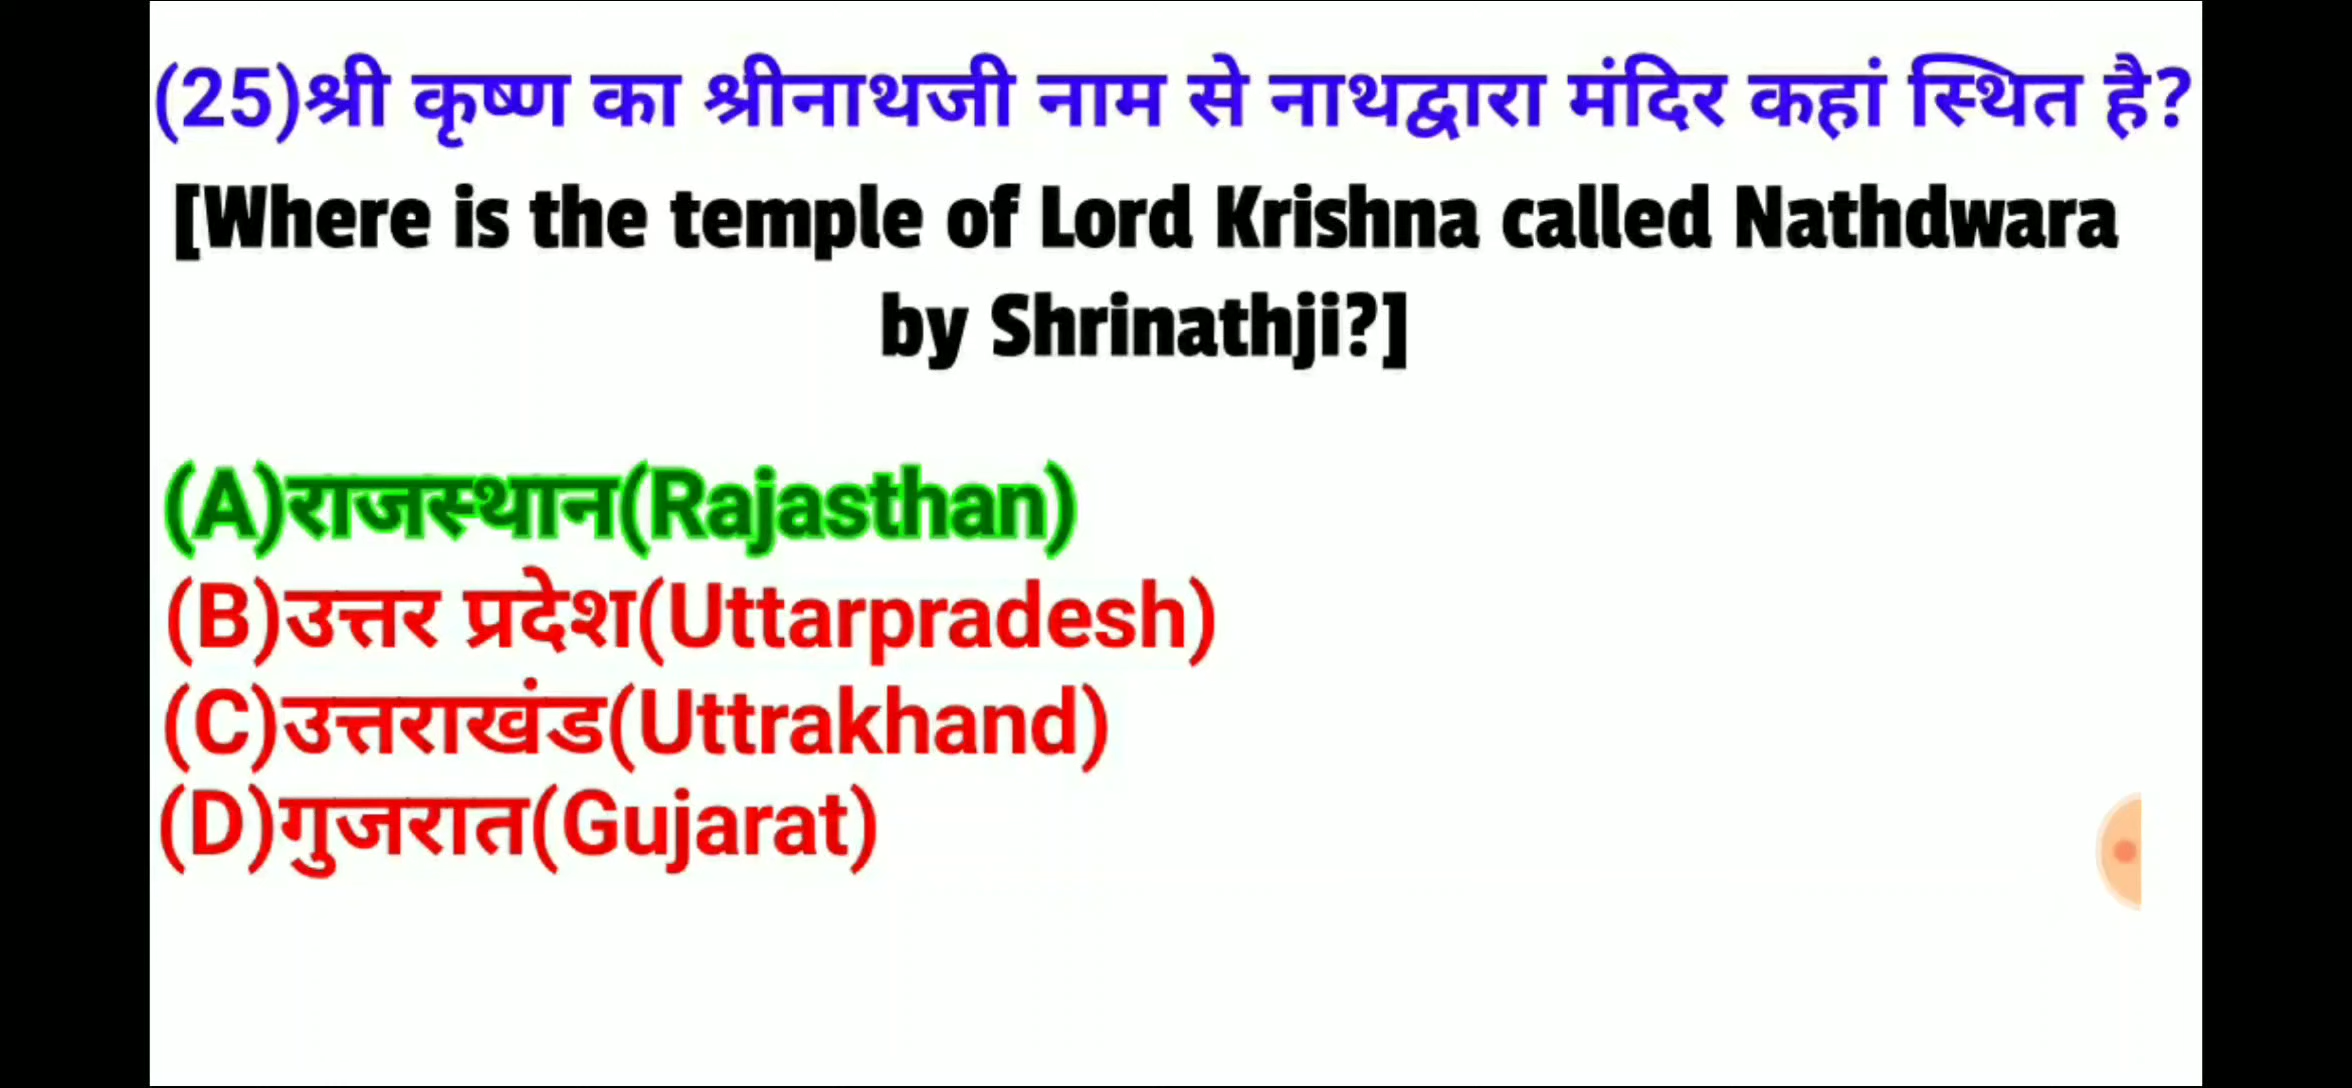 (25)श्री कृष्ण का श्रीनाथजी नाम से नाथद्वारा मंदिर कहां स्थित है?
[Where is the temple of Lord Krishna called Nathdwara
by Shrinathji?]
(A)राजस्थान(Rajasthan)
(B)उत्तर प्रदेश(Uttarpradesh)
(C)उत्तराखंड(Uttrakhand)
(D)गुजरात(Gujarat)